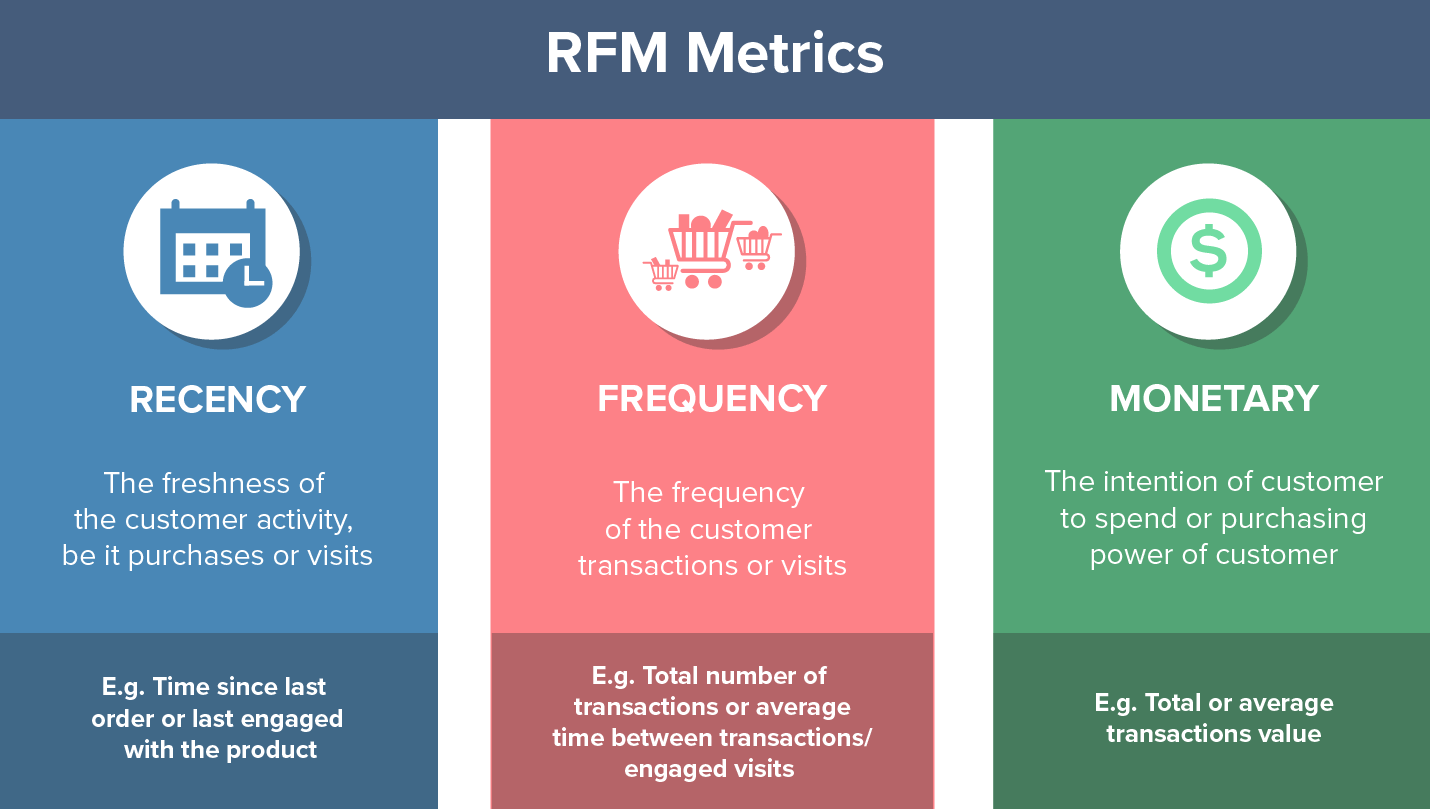 RFM Metrics
RECENCY
The freshness of
the customer activity,
be it purchases or visits
E.g. Time since last
order or last engaged
with the product
FREQUENCY
The frequency
of the customer
transactions or visits
E.g. Total number of
transactions or average
time between transactions/
engaged visits
MONETARY
The intention of customer
to spend or purchasing
power of customer
E.g. Total or average
transactions value